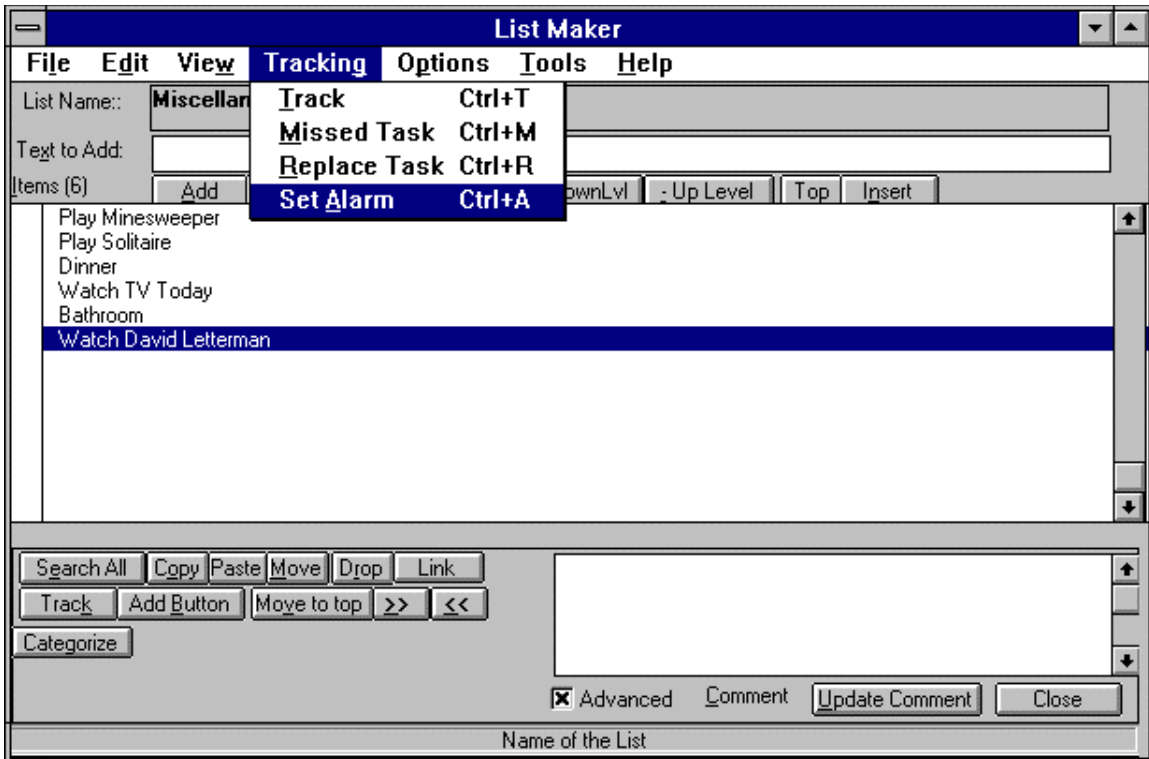 List Maker
File Edit View Tracking Options Tools Help
List Name::
Track Ctrl+T
Missed Task Ctrl+M
Replace Task Ctrl+R
Set Alarm Ctrl+A
Text to Add:
Items (6) Add - Up Level Top Insert
Play Minesweeper
Play Solitaire
Dinner
Watch TV Today
Bathroom
Watch David Letterman
Search All Copy Paste Move Drop Link
Track Add Button Move to top >> <<
Categorize
Advanced Comment Update Comment Close
Name of the List